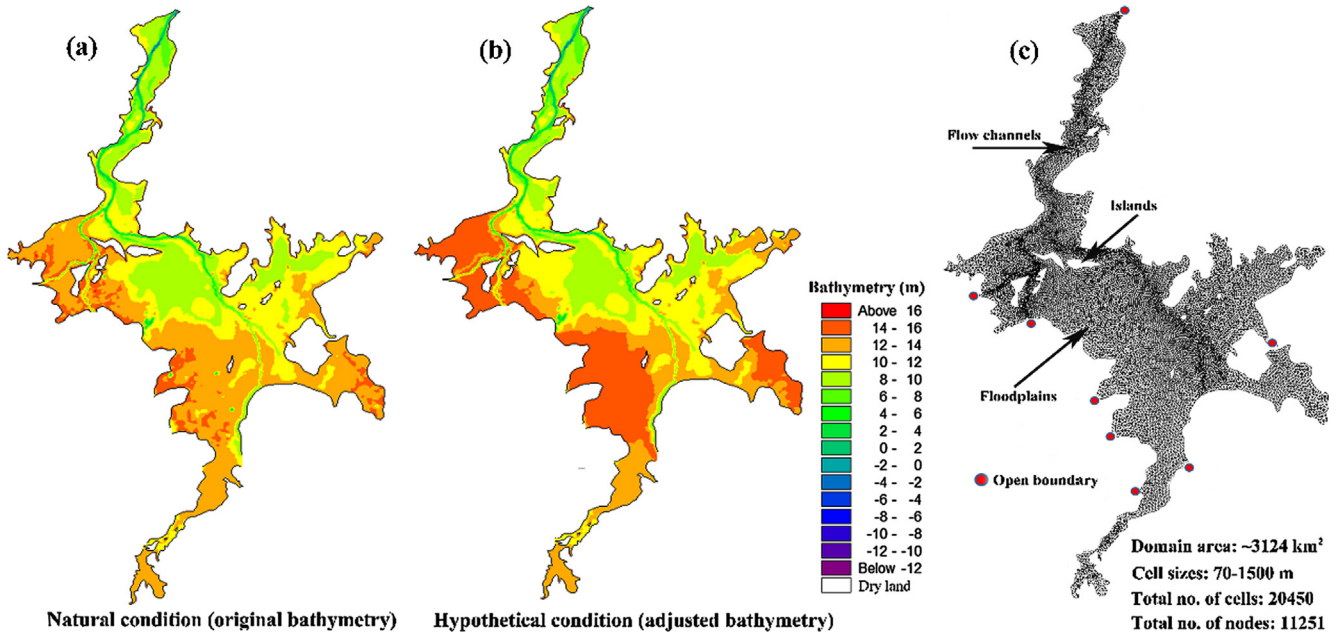 (a)
(b)
(c)
Flow channels
Islands
Floodplains
Open boundary
Bathymetry (m)
Above 16
14 - 16
12 - 14
10 - 12
8 - 10
6 - 8
4 - 6
2 - 4
0 - 2
-2 - 0
-4 - -2
-6 - -4
-8 - -6
-10 - -8
-12 - -10
Below -12
Dry land
Domain area: ~3124 km²
Cell sizes: 70-1500 m
Total no. of cells: 20450
Total no. of nodes: 11251
Natural condition (original bathymetry)
Hypothetical condition (adjusted bathymetry)